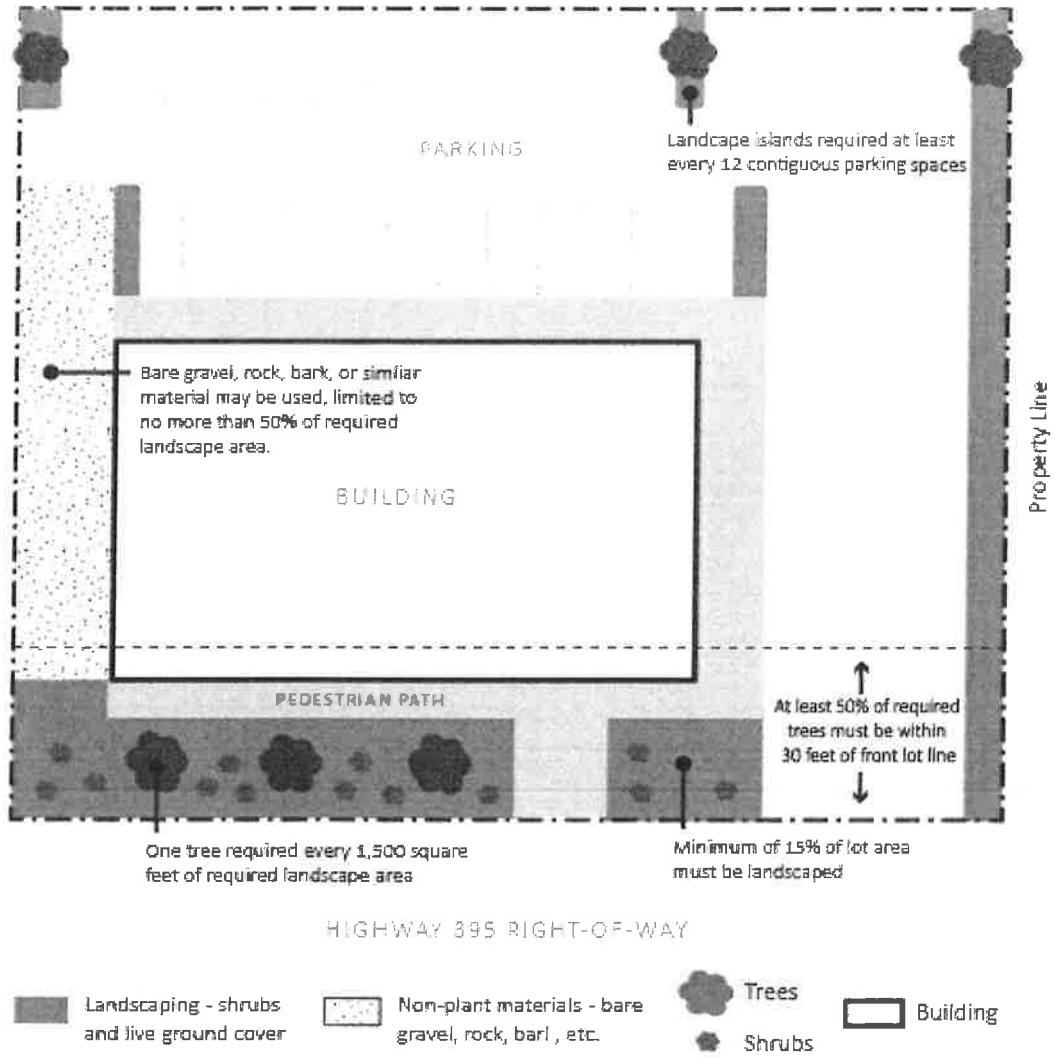 PARKING
Landcape islands required at least
every 12 contiguous parking spaces
Bare gravel, rock, bark, or simliar
material may be used, limited to
no more than 50% of required
landscape area.
BUILDING
Property Line
PEDESTRIAN PATH
At least 50% of required
trees must be within
30 feet of front lot line
One tree required every 1,500 square
feet of required landscape area
Minimum of 15% of lot area
must be landscaped
HIGHWAY 395 RIGHT-OF-WAY
Landscaping - shrubs
and live ground cover
Non-plant materials - bare
gravel, rock, barl , etc.
Trees
Shrubs
Building